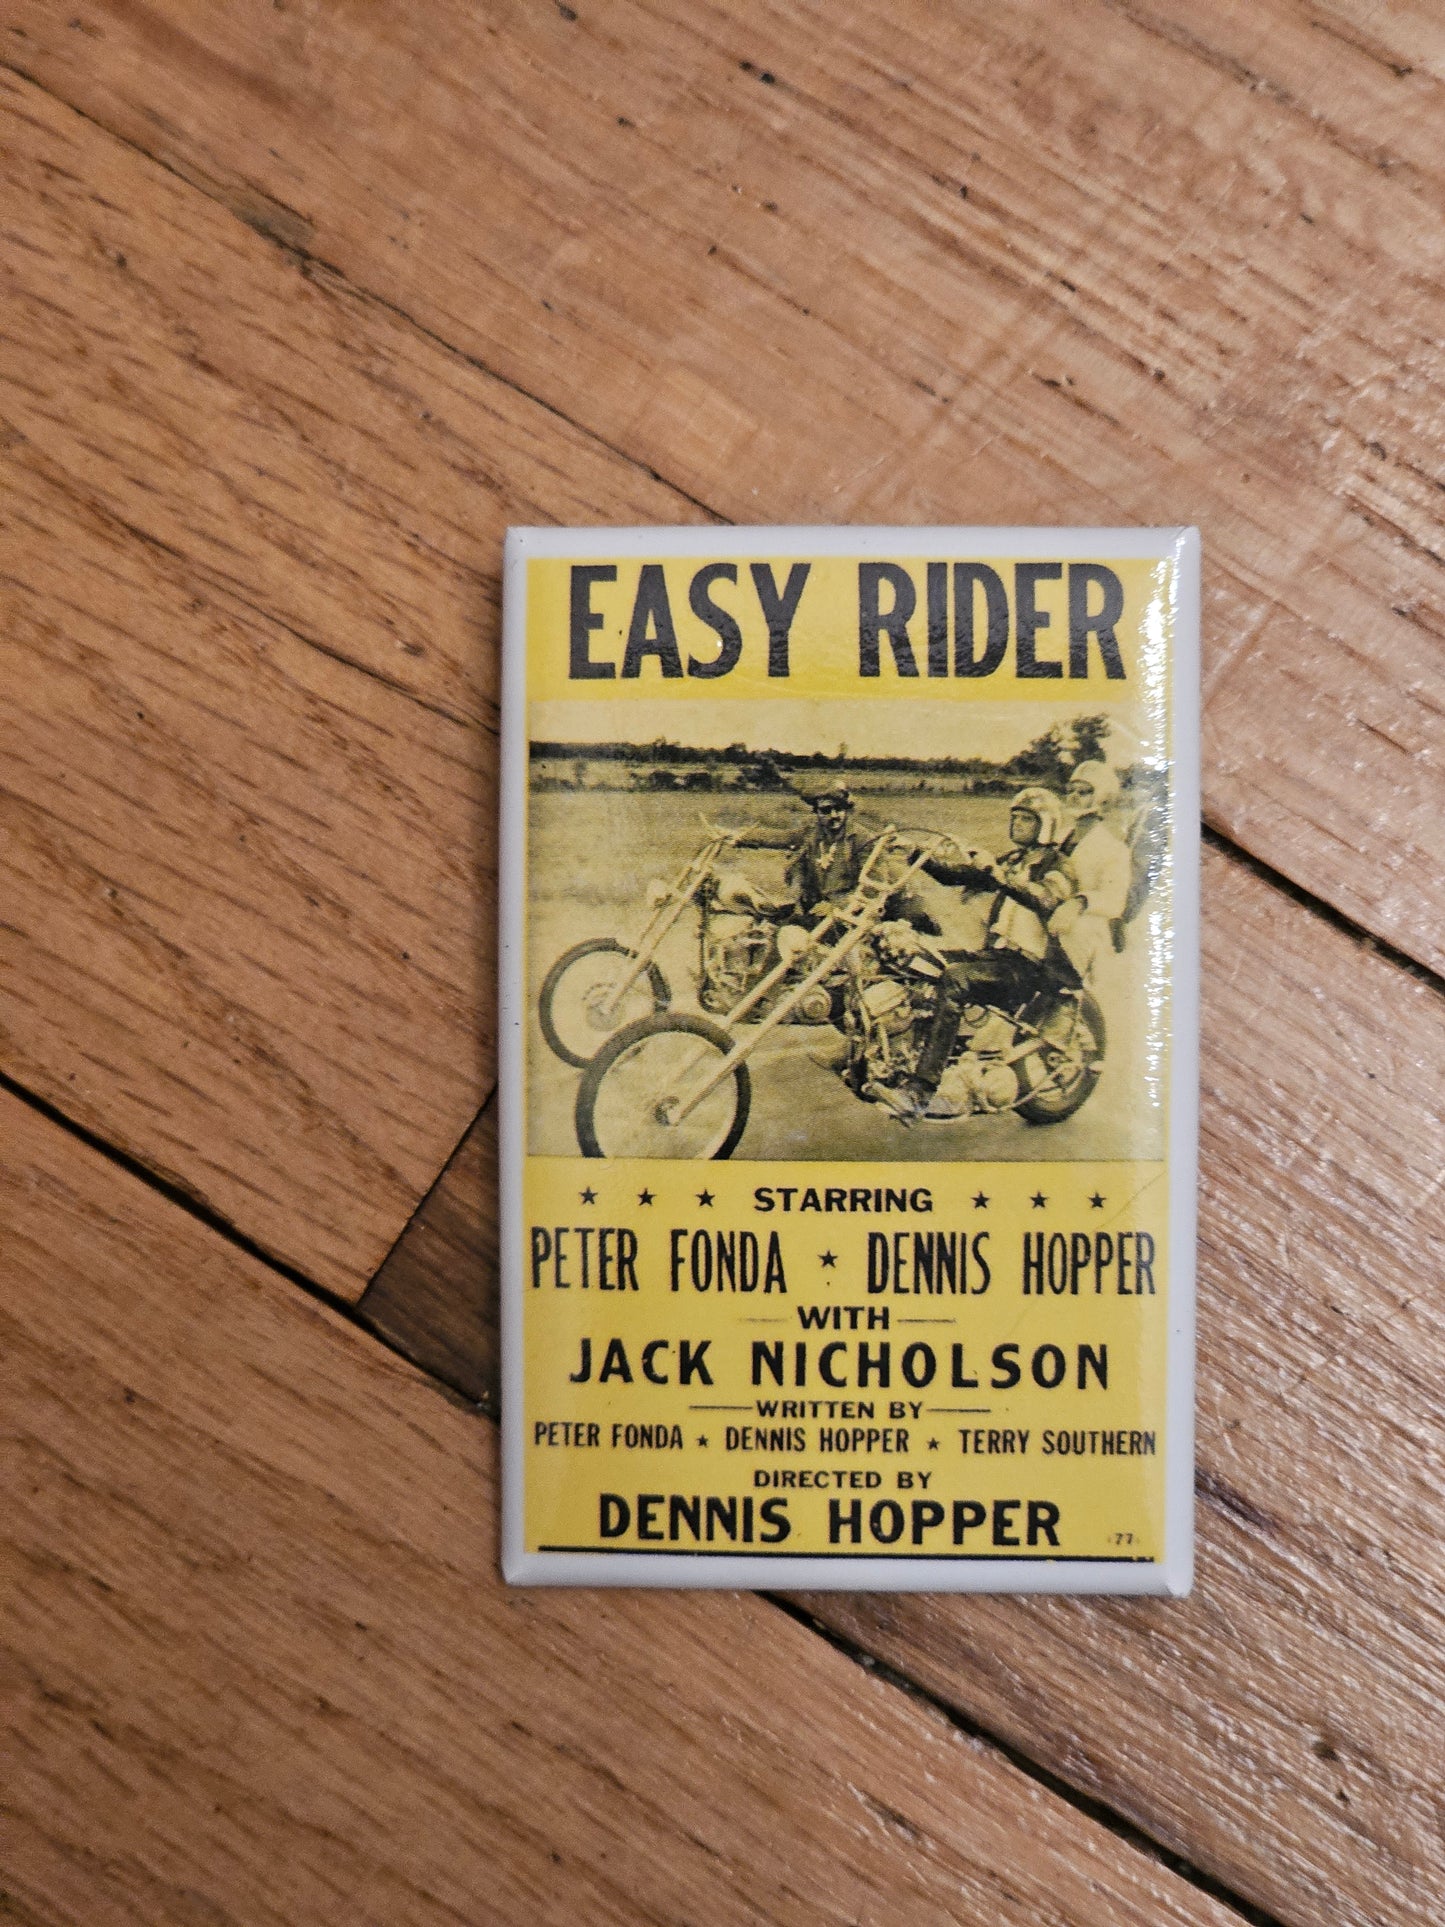 EASY RIDER
★ ★ ★ STARRING ★ ★ ★
PETER FONDA ★ DENNIS HOPPER
WITH
JACK NICHOLSON
WRITTEN BY
PETER FONDA ★ DENNIS HOPPER ★ TERRY SOUTHERN
DIRECTED BY
DENNIS HOPPER
77